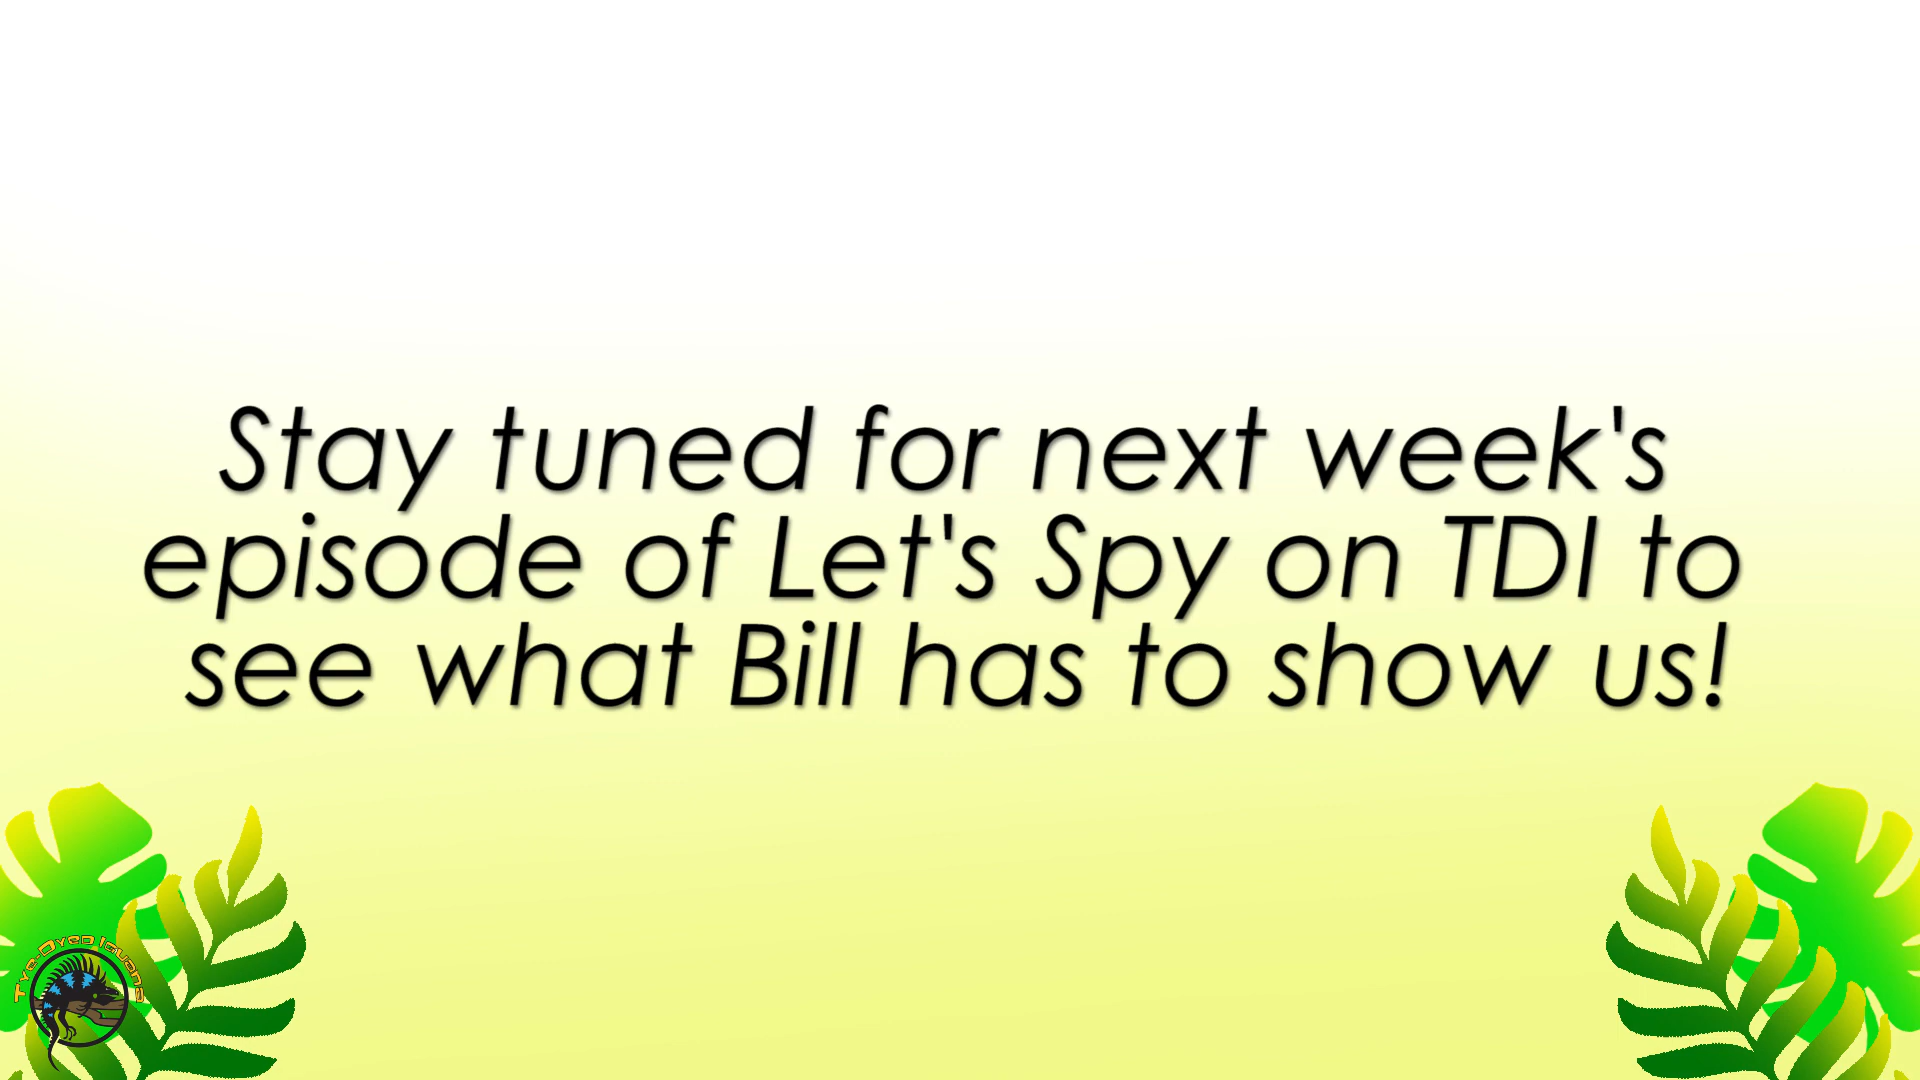 Stay tuned for next week's
episode of Let's Spy on TDI to
see what Bill has to show us!
Tye-Dyed Iguana